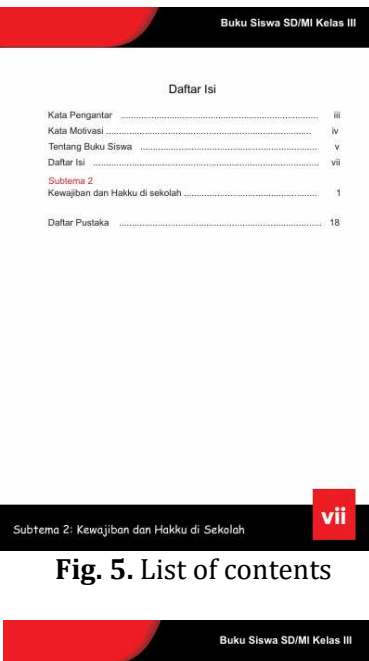 Buku Siswa SD/MI Kelas III
Daftar Isi
Kata Pengantar ........................................................................ iii
Kata Motivasi ........................................................................ iv
Tentang Buku Siswa ................................................................ v
Daftar Isi ................................................................................ vii
Subtema 2
Kewajiban dan Hakku di sekolah ................................................ 1
Daftar Pustaka ........................................................................ 18
Subtema 2: Kewajiban dan Hakku di Sekolah
vii
Fig. 5. List of contents
Buku Siswa SD/MI Kelas III